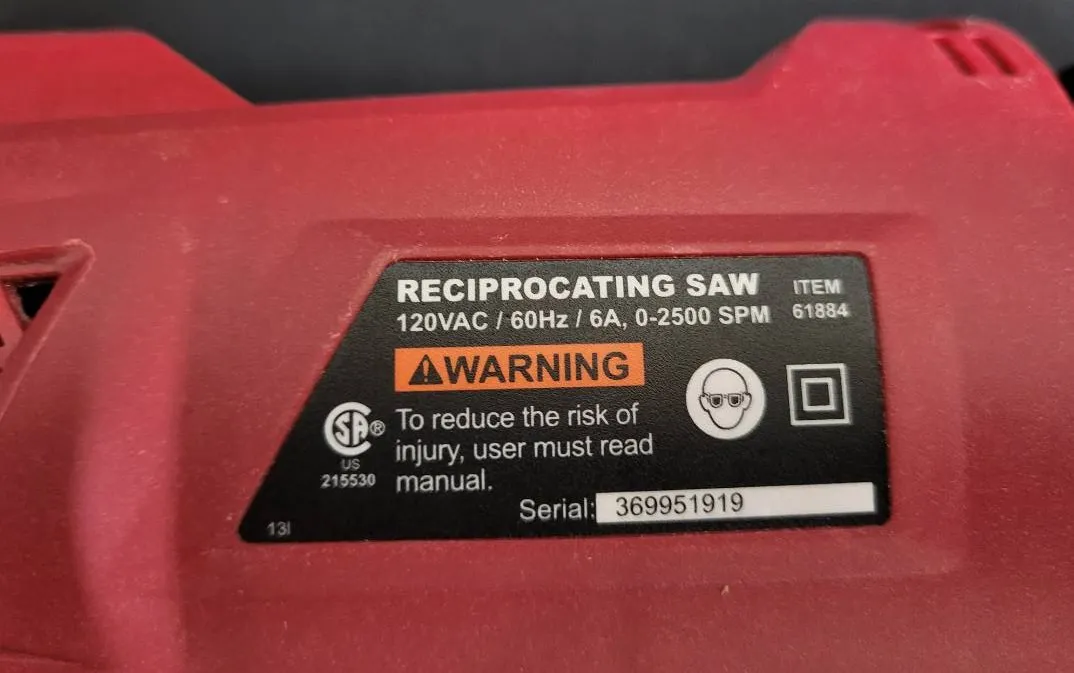 RECIPROCATING SAW
ITEM
61884
120VAC / 60Hz / 6A, 0-2500 SPM
⚠WARNING
To reduce the risk of
injury, user must read
manual.
SA®
US
215530
Serial: 369951919
13I